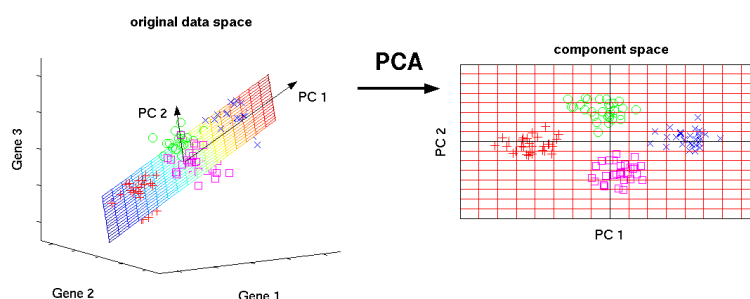 original data space
PCA
component space
PC 1
PC 2
Gene 3
PC 2
Gene 2
Gene 1
PC 1